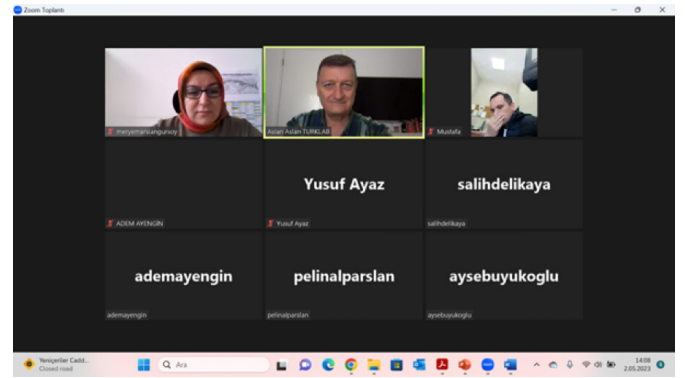 Zoom Toplantı
meryemarivangursoy
Aslan Aslan TURKLAB
Mustafa
Yusuf Ayaz
salihdelikaya
ADEM AYENGİN
Yusuf Ayaz
salihdelikaya
ademayengin
pelinalparslan
aysebuyukoglu
ademayengin
pelinalparslan
aysebuyukoglu
Yeniçeriler Cadd...
Closed road
Ara
14:08
2.05.2023